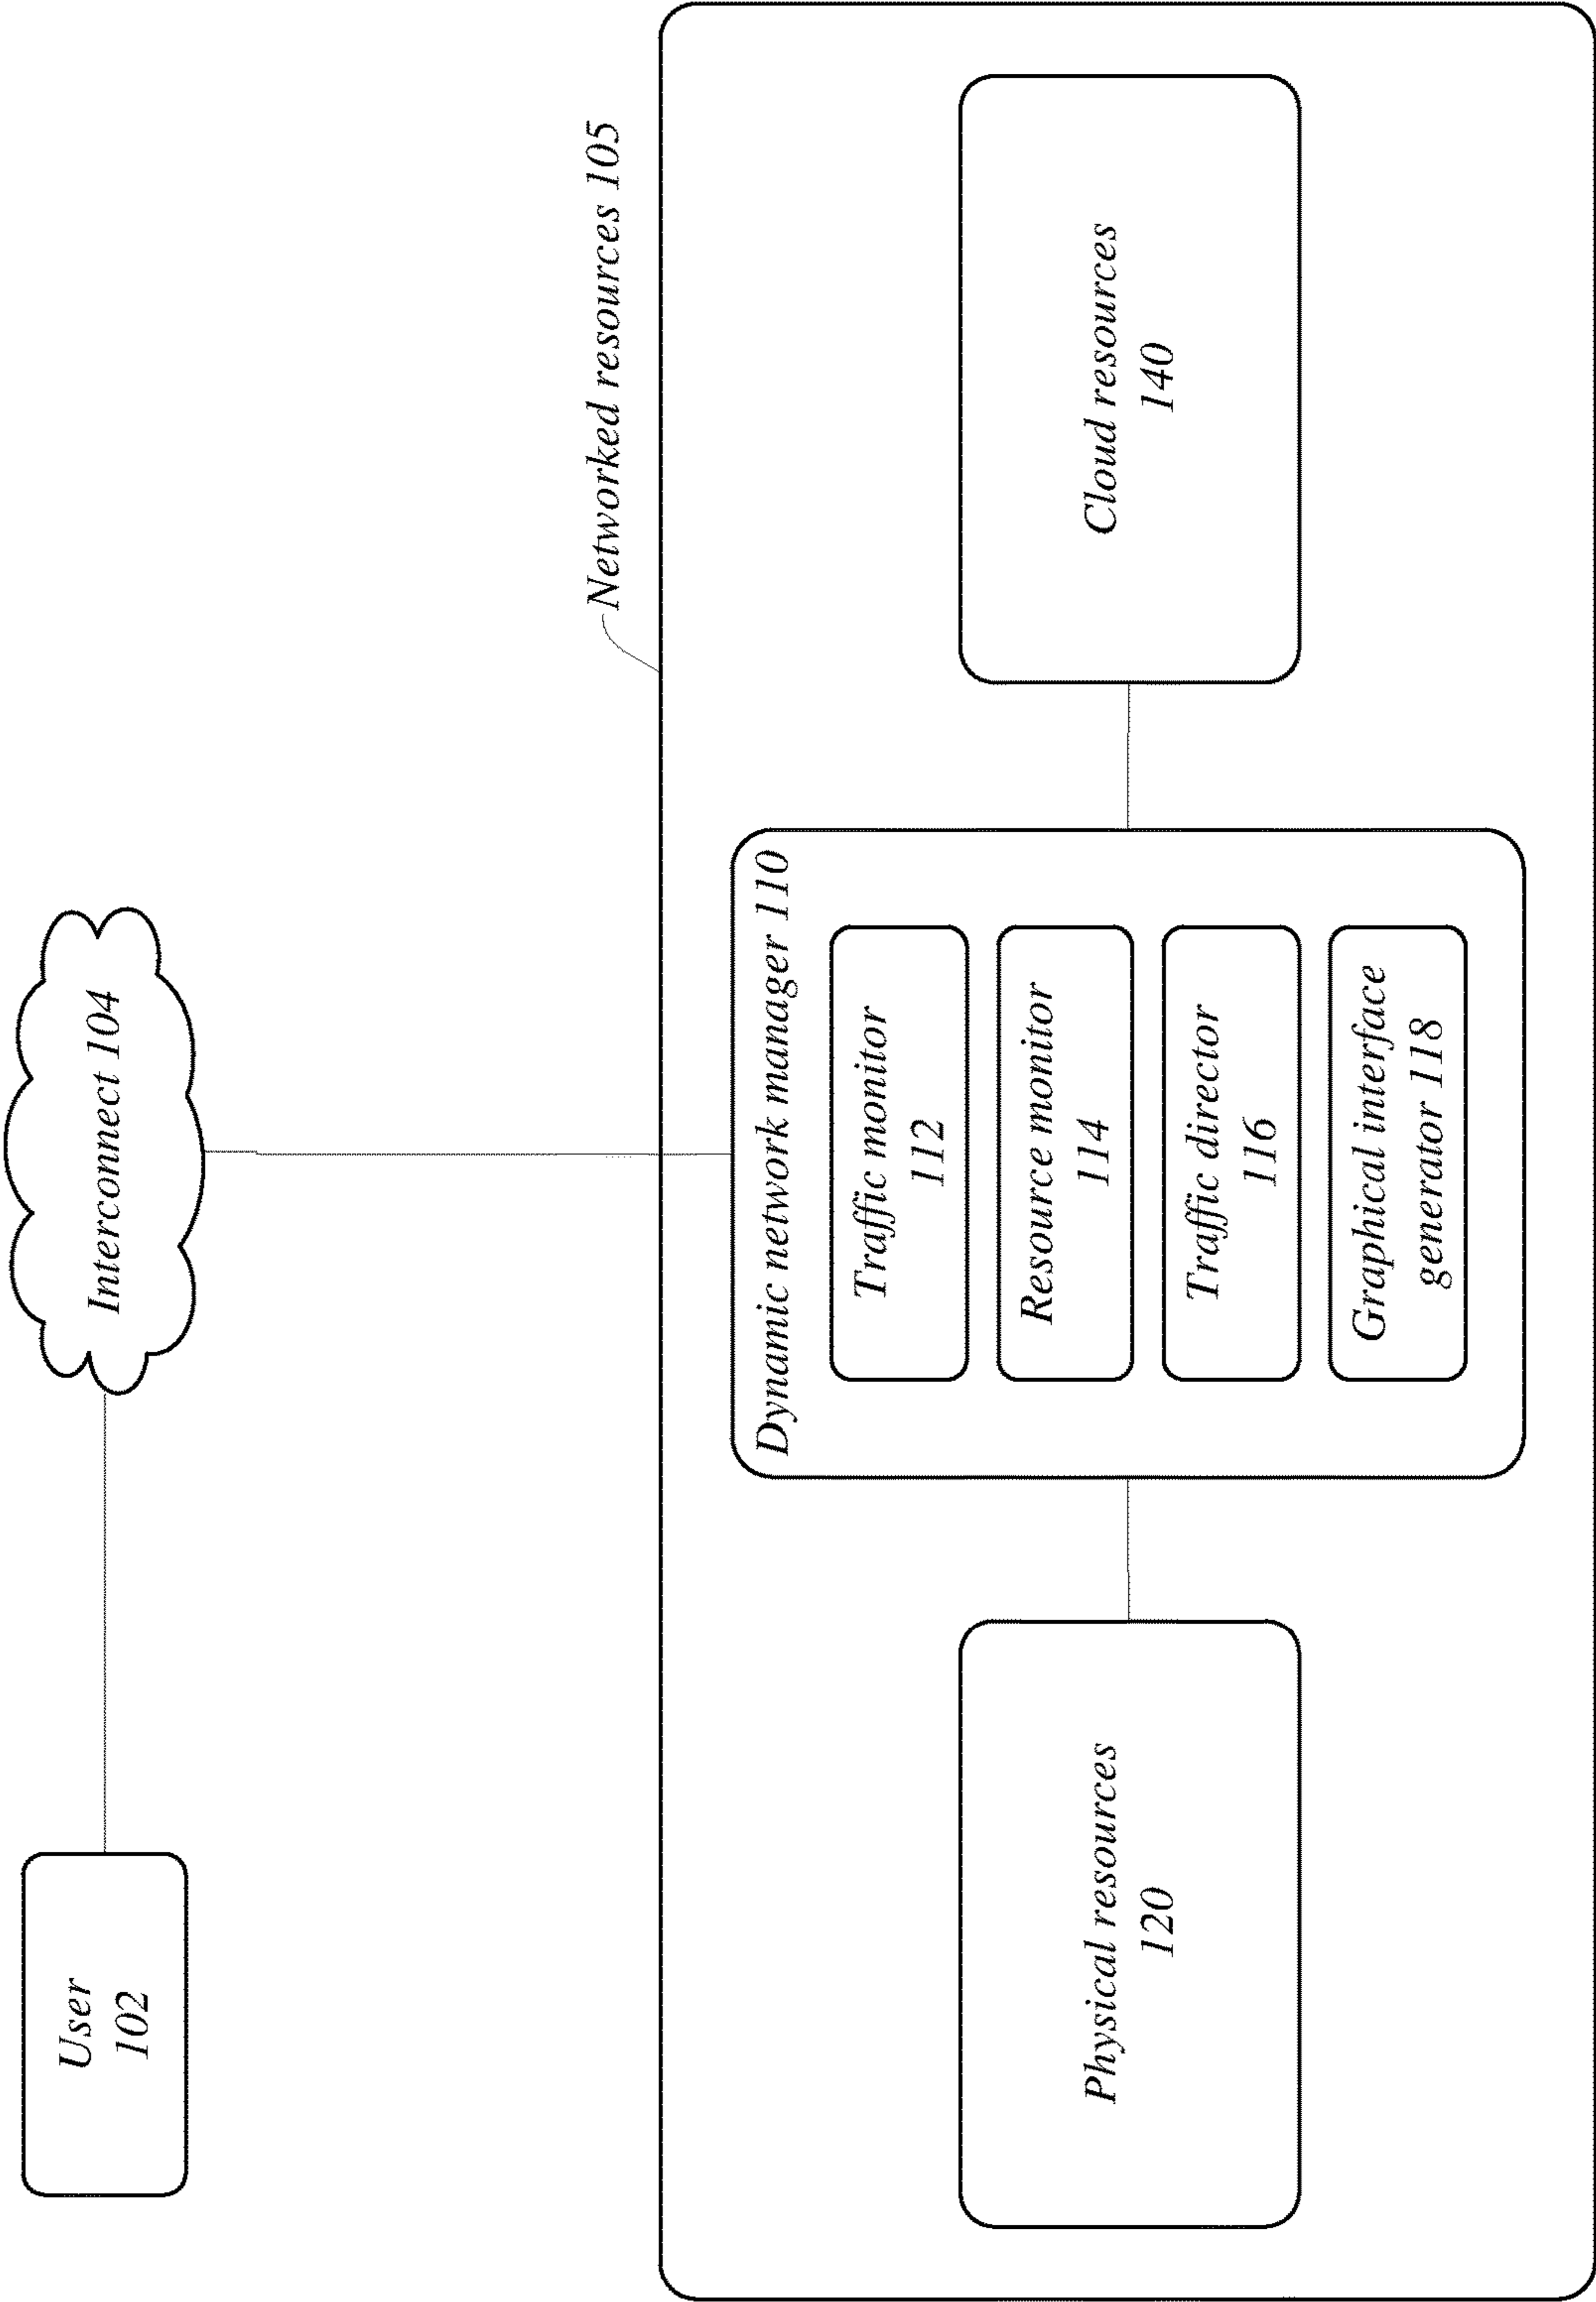 User
102
Interconnect 104
Networked resources 105
Physical resources
120
Dynamic network manager 110
Traffic monitor
112
Resource monitor
114
Traffic director
116
Graphical interface
generator 118
Cloud resources
140